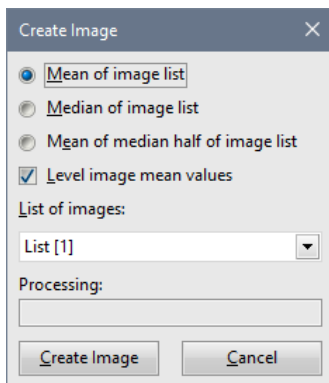 Create Image
Mean of image list
Median of image list
Mean of median half of image list
Level image mean values
List of images:
List [1]
Processing:
Create Image Cancel